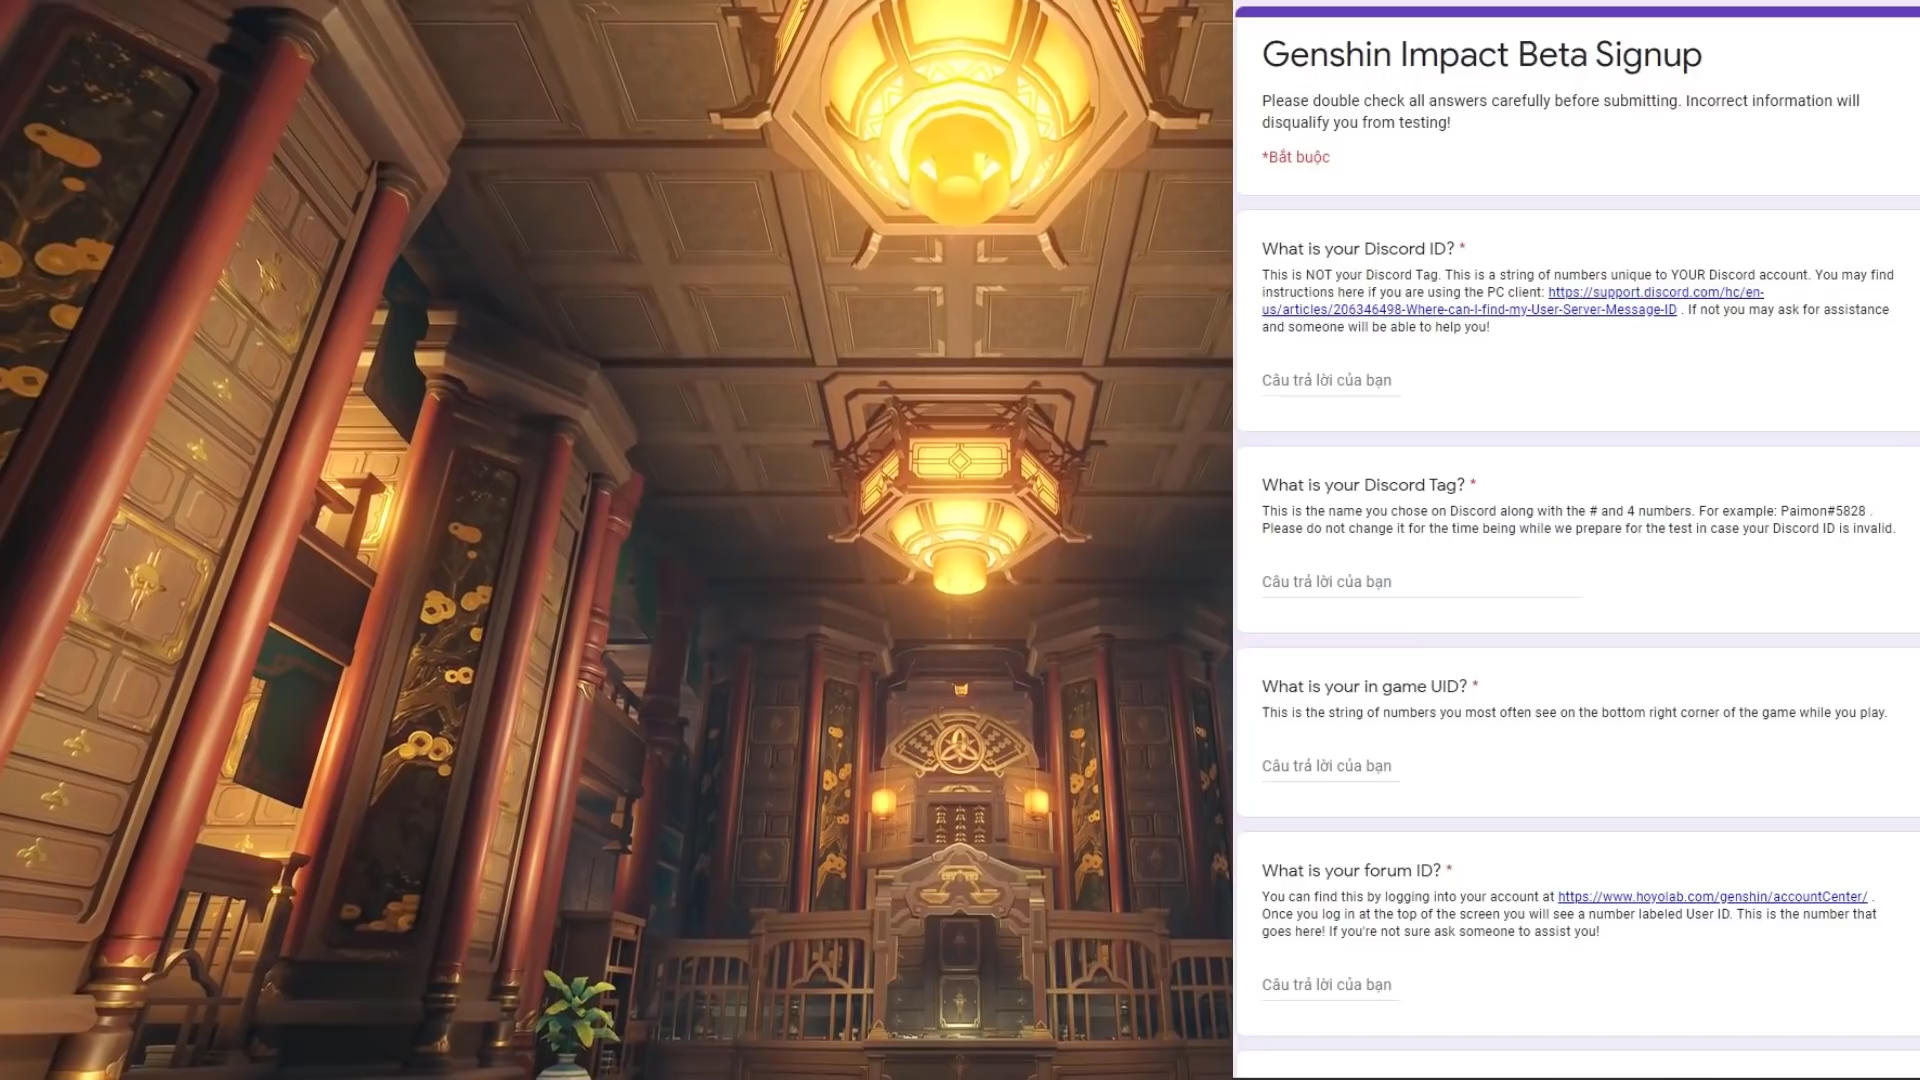 Genshin Impact Beta Signup
Please double check all answers carefully before submitting. Incorrect information will
disqualify you from testing!
*Bắt buộc
What is your Discord ID? *
This is NOT your Discord Tag. This is a string of numbers unique to YOUR Discord account. You may find
instructions here if you are using the PC client: https://support.discord.com/hc/en-
us/articles/206346498-Where-can-I-find-my-User-Server-Message-ID . If not you may ask for assistance
and someone will be able to help you!
Câu trả lời của bạn
What is your Discord Tag? *
This is the name you chose on Discord along with the # and 4 numbers. For example: Paimon#5828 .
Please do not change it for the time being while we prepare for the test in case your Discord ID is invalid.
Câu trả lời của bạn
What is your in game UID? *
This is the string of numbers you most often see on the bottom right corner of the game while you play.
Câu trả lời của bạn
What is your forum ID? *
You can find this by logging into your account at https://www.hoyolab.com/genshin/accountCenter/ .
Once you log in at the top of the screen you will see a number labeled User ID. This is the number that
goes here! If you're not sure ask someone to assist you!
Câu trả lời của bạn